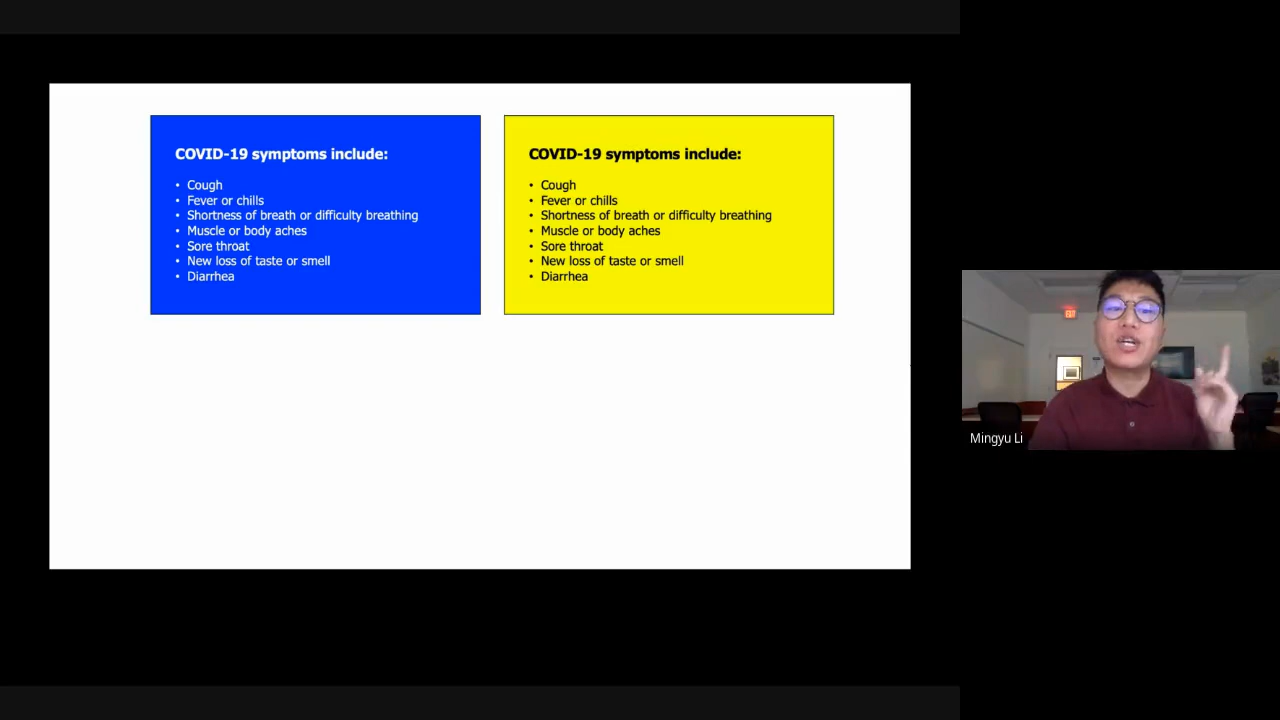 COVID-19 symptoms include:
• Cough
• Fever or chills
• Shortness of breath or difficulty breathing
• Muscle or body aches
• Sore throat
• New loss of taste or smell
• Diarrhea
COVID-19 symptoms include:
• Cough
• Fever or chills
• Shortness of breath or difficulty breathing
• Muscle or body aches
• Sore throat
• New loss of taste or smell
• Diarrhea
EXIT
Mingyu Li